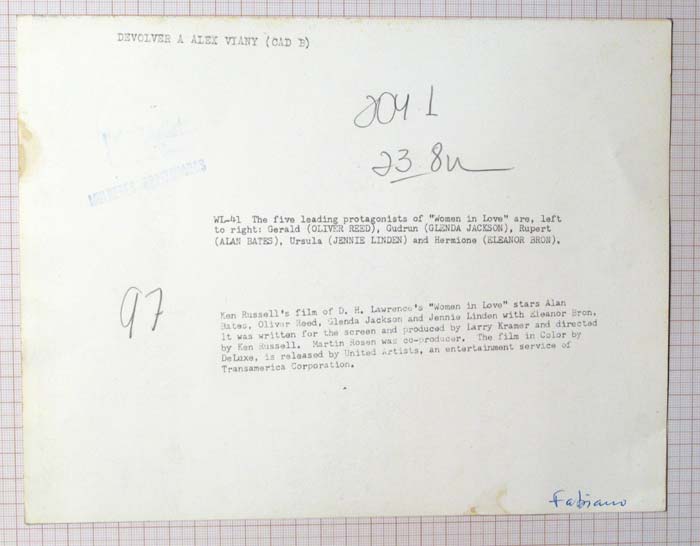 DEVOLVER A ALEX VIANY (CAD B)
204 L
23 8u
MULHERES
WL-41 The five leading protagonists of "Women in Love" are, left
to right: Gerald (OLIVER REED), Gudrun (GLENDA JACKSON), Rupert
(ALAN BATES), Ursula (JENNIE LINDEN) and Hermione (ELEANOR BRON).
97
Ken Russell's film of D. H. Lawrence's "Women in Love" stars Alan
Bates, Oliver Reed, Glenda Jackson and Jennie Linden with Eleanor Bron.
It was written for the screen and produced by Larry Kramer and directed
by Ken Russell. Martin Rosen was co-producer. The film in Color by
DeLuxe, is released by United Artists, an entertainment service of
Transamerica Corporation.
Fabiano